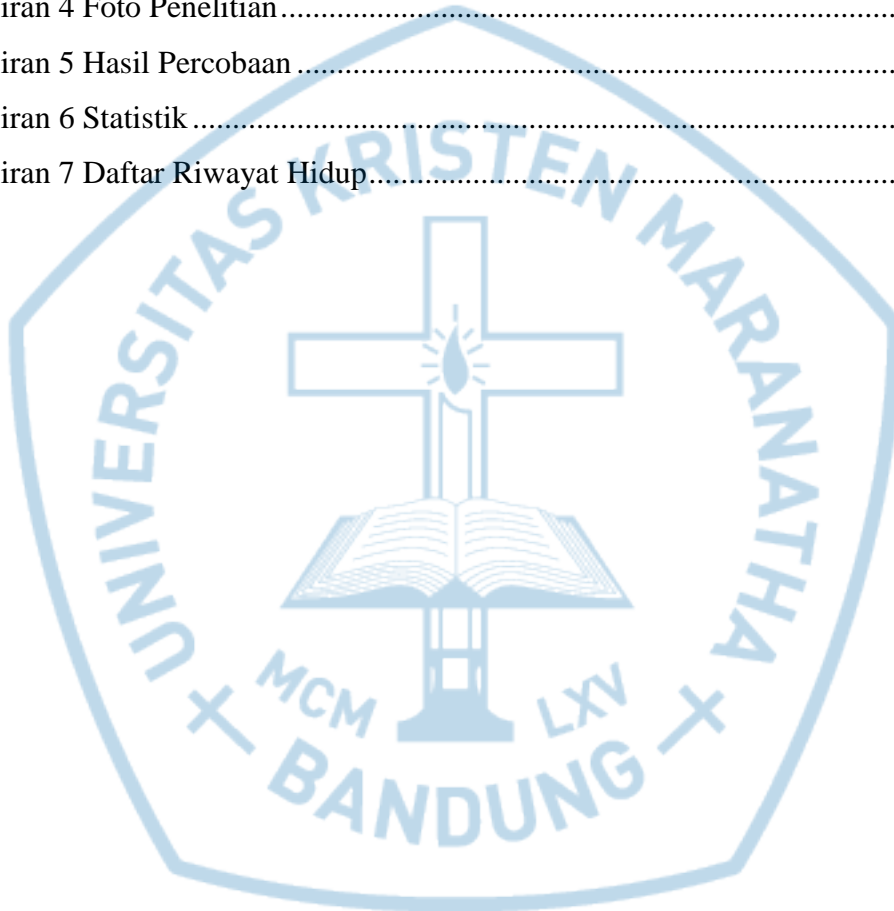 iran 4 Foto Penelitian..........................................................................
iran 5 Hasil Percobaan........................................................................
iran 6 Statistik......................................................................................
iran 7 Daftar Riwayat Hidup...............................................................
UNIVERSITAS KRISTEN MARANATHA
MCM LXV
BANDUNG